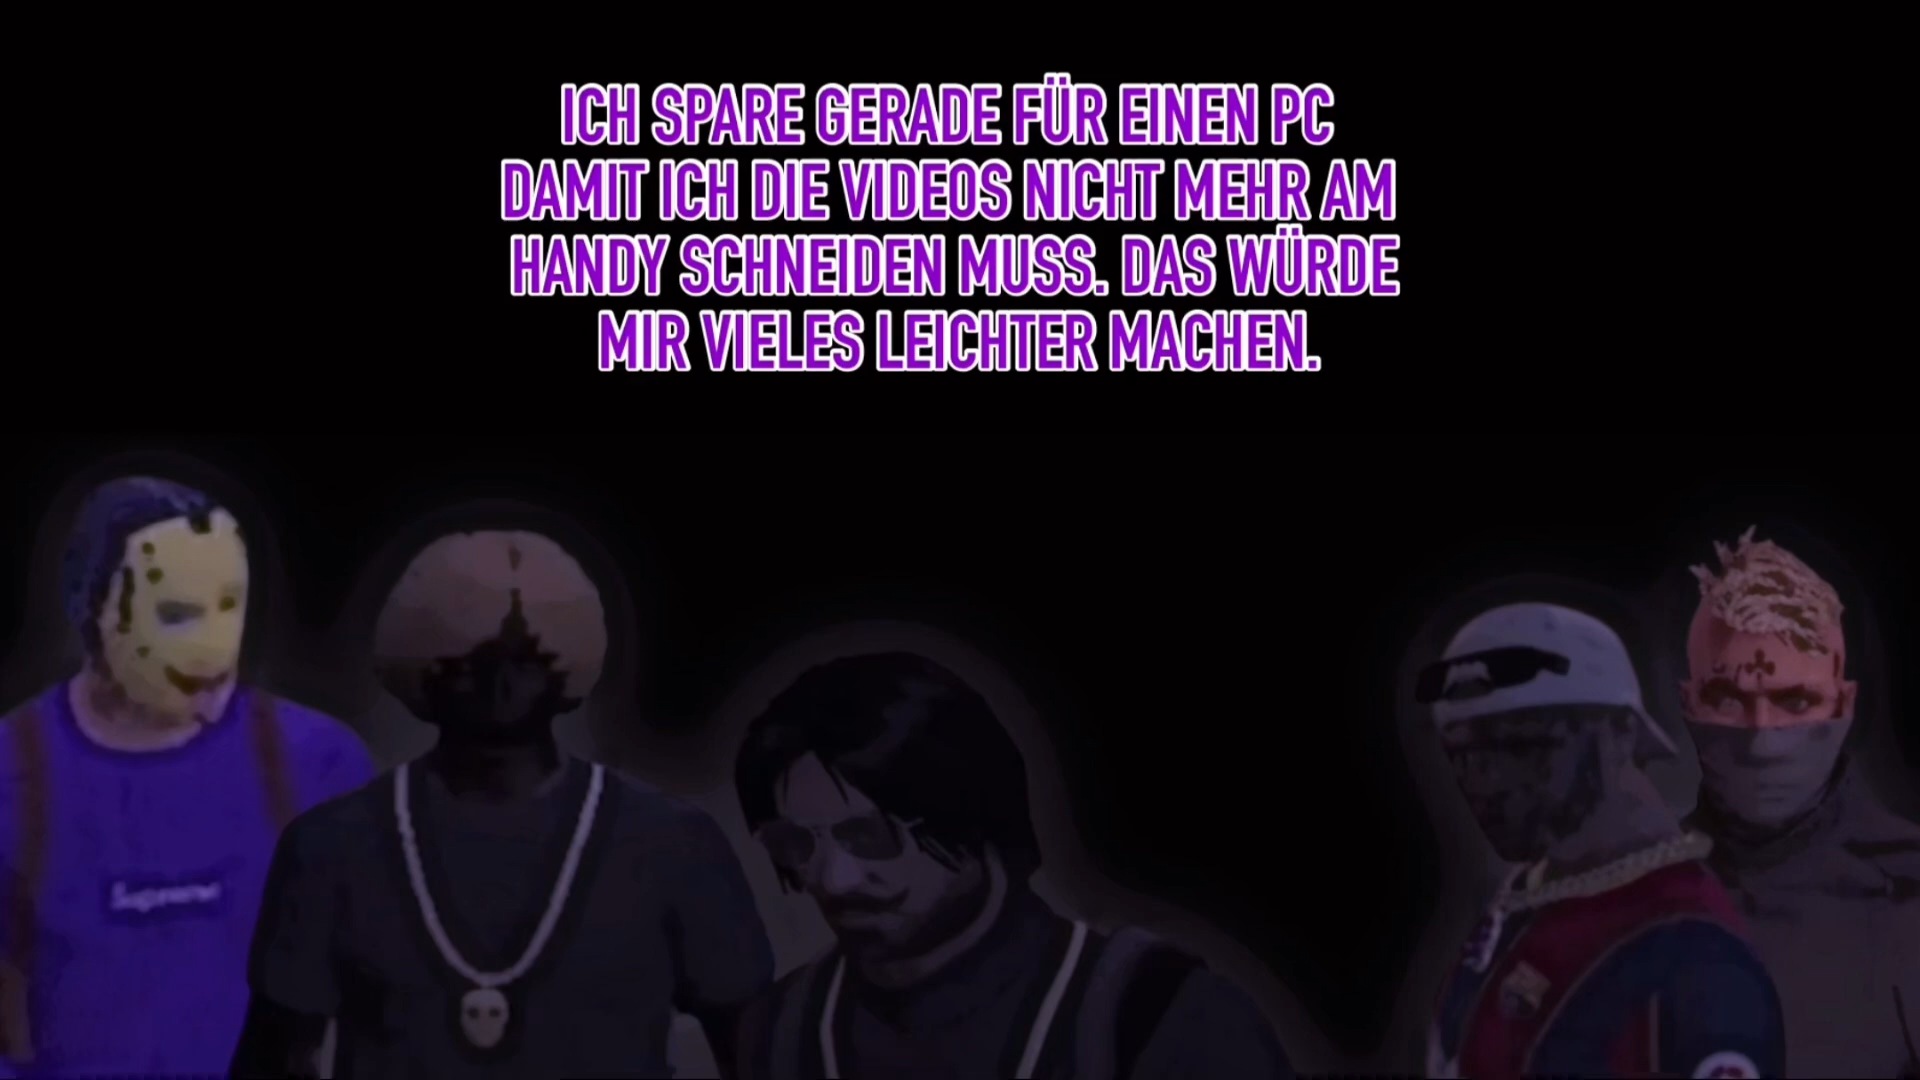 ICH SPARE GERADE FÜR EINEN PC
DAMIT ICH DIE VIDEOS NICHT MEHR AM
HANDY SCHNEIDEN MUSS. DAS WÜRDE
MIR VIELES LEICHTER MACHEN.
Supreme